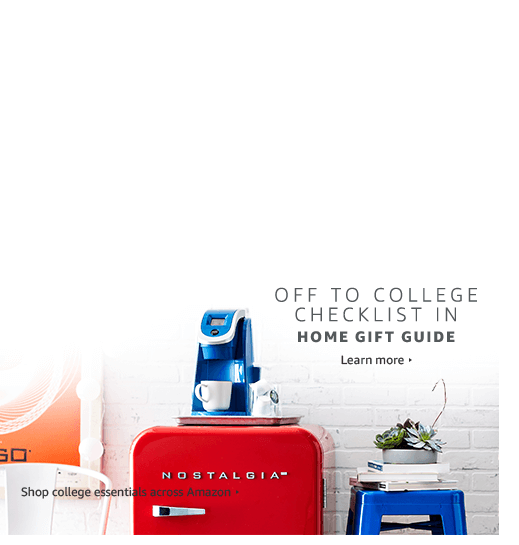 OFF TO COLLEGE
CHECKLIST IN
HOME GIFT GUIDE
Learn more ▸
GO
NOSTALGIA
Shop college essentials across Amazon ▸